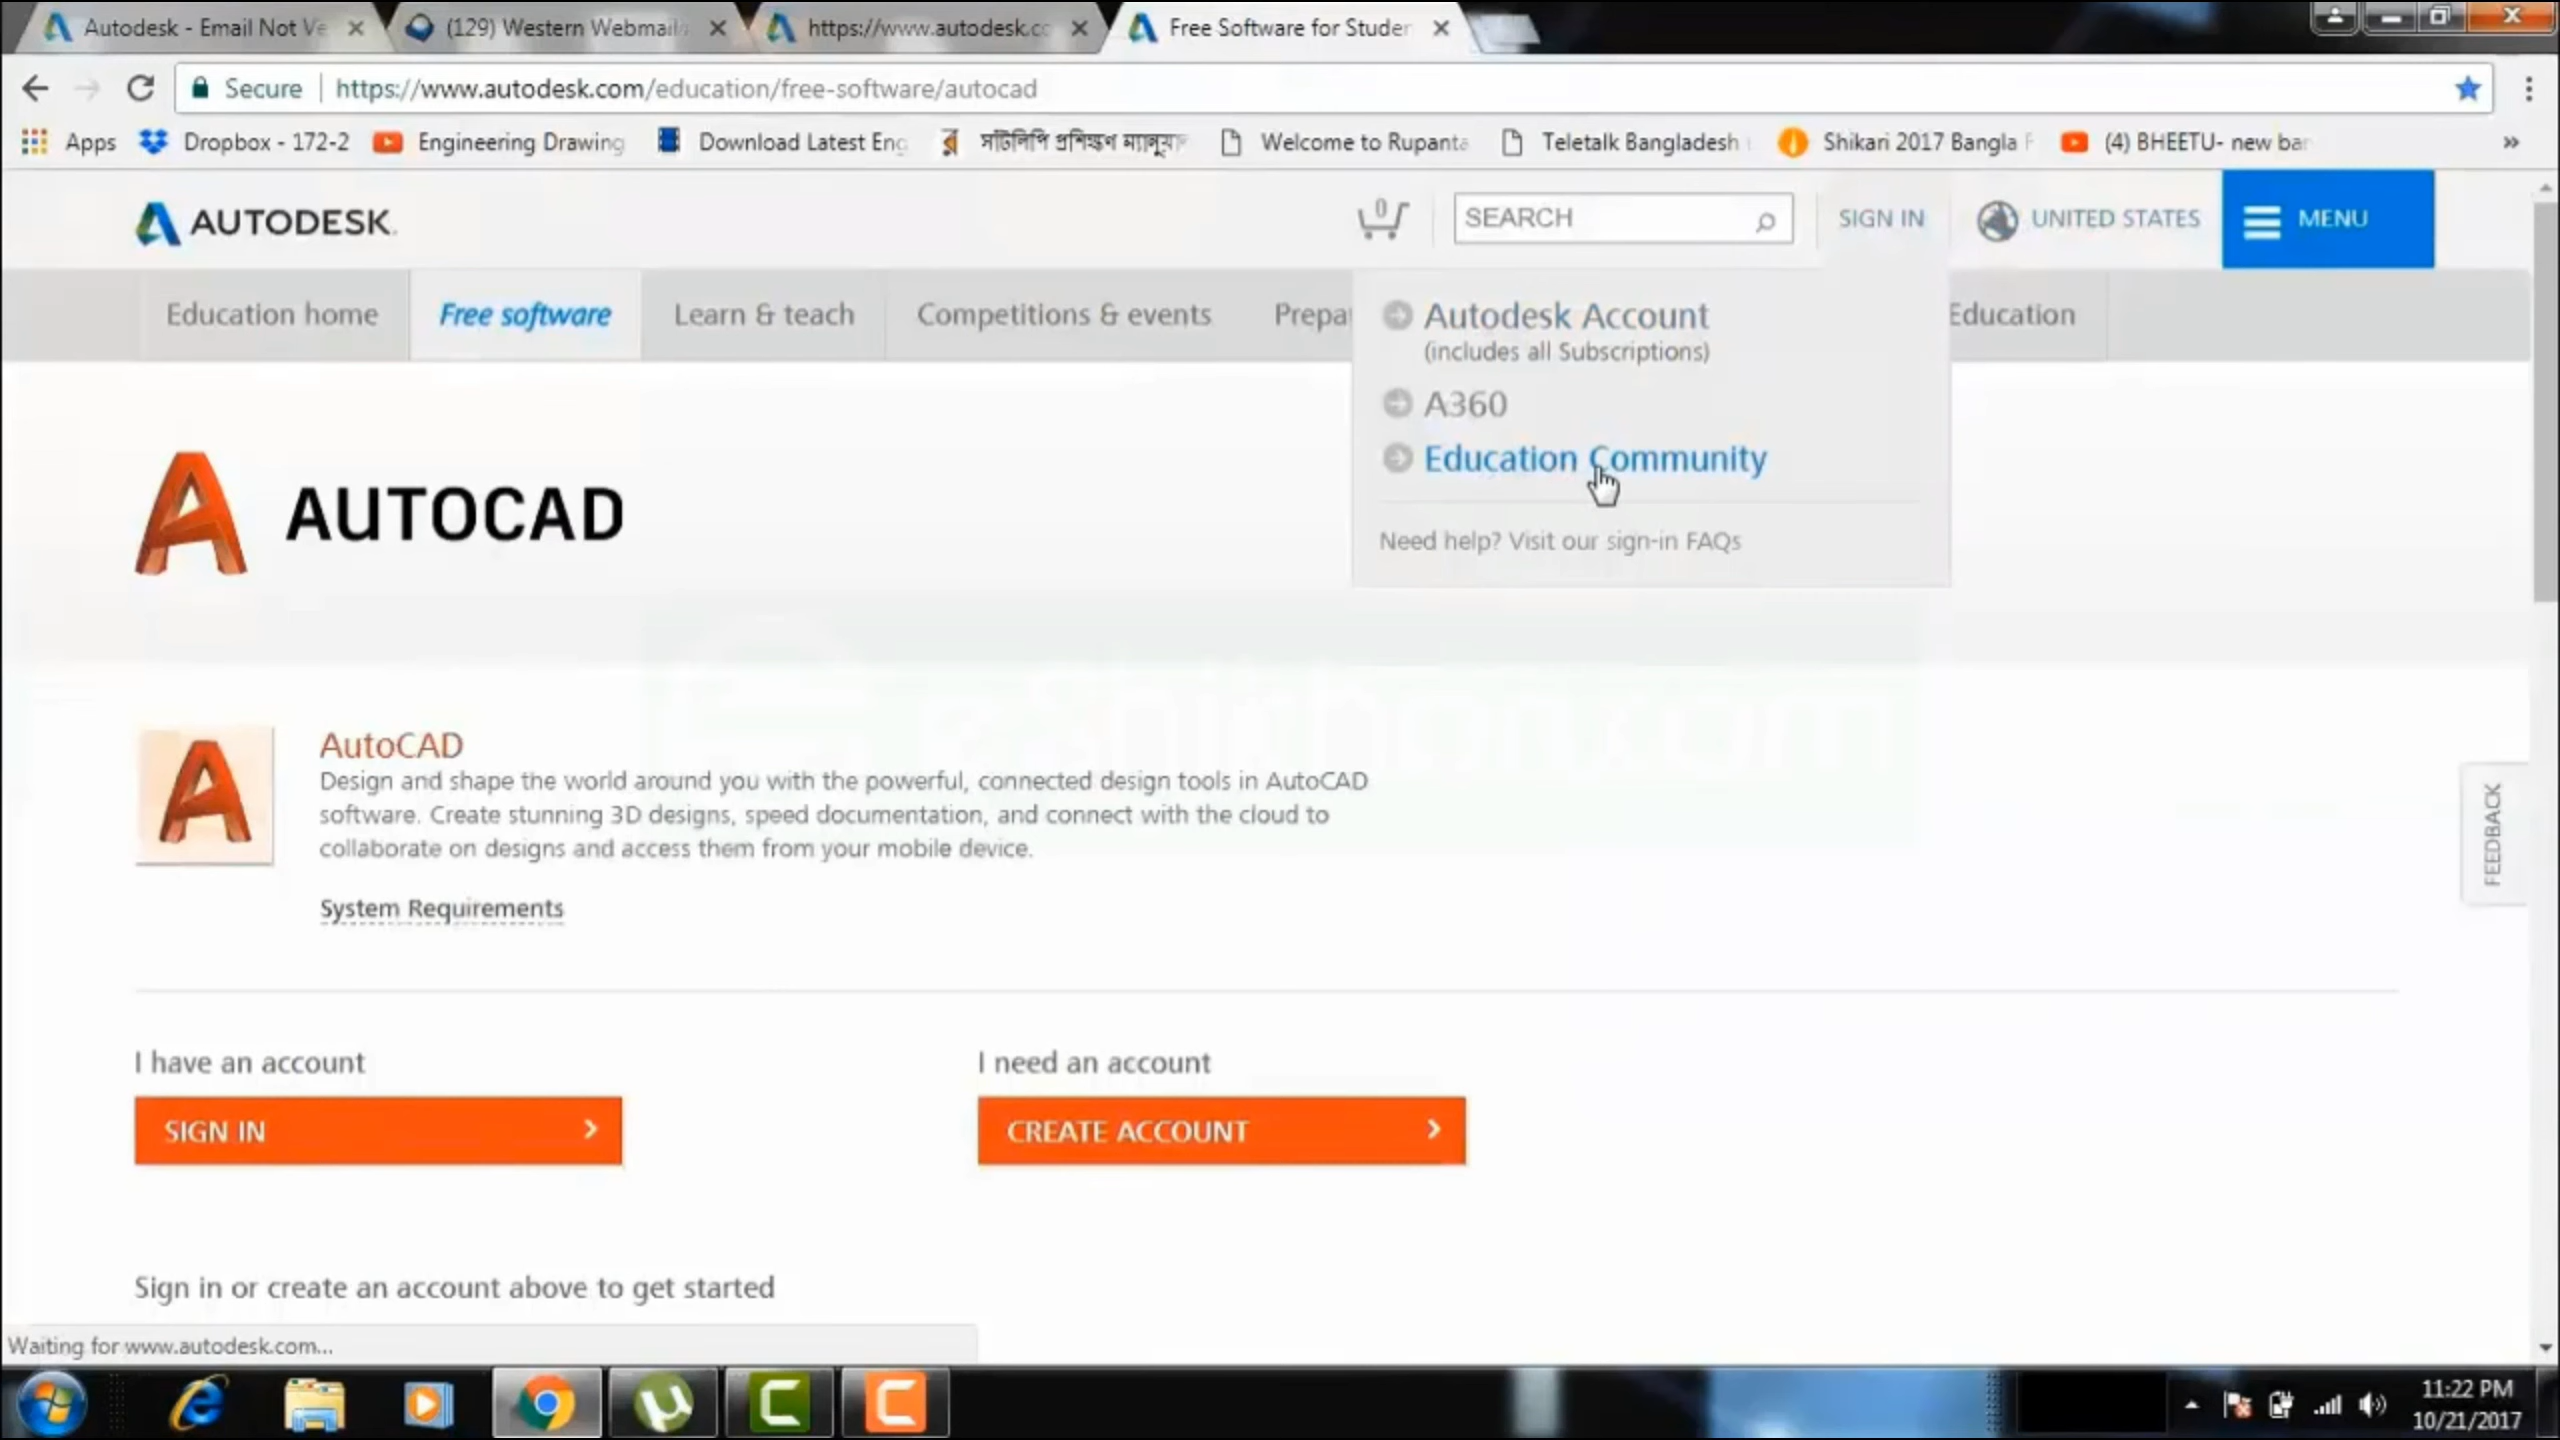 Autodesk - Email Not Ve
(129) Western Webmail
https://www.autodesk.co
Free Software for Studen
Secure
https://www.autodesk.com/education/free-software/autocad
Apps
Dropbox - 172-2
Engineering Drawing
Download Latest Eng
Welcome to Rupanta
Teletalk Bangladesh
Shikari 2017 Bangla F
(4) BHEETU- new ban
»
AUTODESK.
0
SEARCH
SIGN IN
UNITED STATES
MENU
Education home
Free software
Learn & teach
Competitions & events
Prepa
Education
Autodesk Account
(includes all Subscriptions)
A360
Education Community
Need help? Visit our sign-in FAQs
AUTOCAD
AutoCAD
Design and shape the world around you with the powerful, connected design tools in AutoCAD
software. Create stunning 3D designs, speed documentation, and connect with the cloud to
collaborate on designs and access them from your mobile device.
System Requirements
FEEDBACK
I have an account
SIGN IN
I need an account
CREATE ACCOUNT
Sign in or create an account above to get started
Waiting for www.autodesk.com...
11:22 PM
10/21/2017